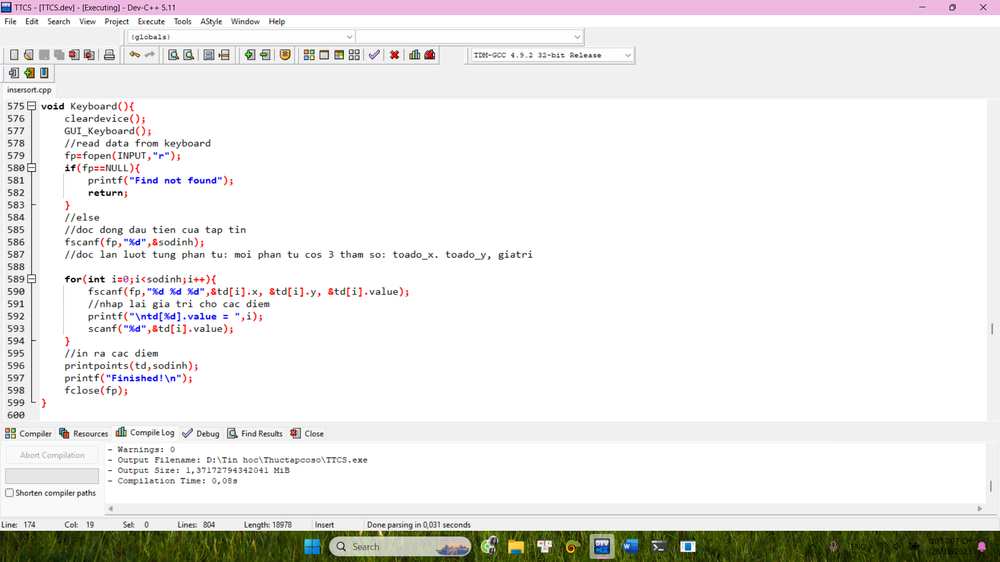 TTCS - [TTCS.dev] - [Executing] - Dev-C++ 5.11
File Edit Search View Project Execute Tools AStyle Window Help
(globals)
TDM-GCC 4.9.2 32-bit Release
insersort.cpp
575 void Keyboard(){
576 cleardevice();
577 GUI_Keyboard();
578 //read data from keyboard
579 fp=fopen(INPUT,"r");
580 if(fp==NULL){
581 printf("Find not found");
582 return;
583 }
584 //else
585 //doc dong dau tien cua tap tin
586 fscanf(fp,"%d",&sodinh);
587 //doc lan luot tung phan tu: moi phan tu cos 3 tham so: toado_x. toado_y, giatri
588
589 for(int i=0;i<sodinh;i++){
590 fscanf(fp,"%d %d %d",&td[i].x, &td[i].y, &td[i].value);
591 //nhap lai gia tri cho cac diem
592 printf("\ntd[%d].value = ",i);
593 scanf("%d",&td[i].value);
594 }
595 //in ra cac diem
596 printpoints(td,sodinh);
597 printf("Finished!\n");
598 fclose(fp);
599 }
600
Compiler Resources Compile Log Debug Find Results Close
Abort Compilation
Shorten compiler paths
- Warnings: 0
- Output Filename: D:\Tin hoc\Thuctapcoso\TTCS.exe
- Output Size: 1,37172794342041 MiB
- Compilation Time: 0,08s
Line: 174 Col: 19 Sel: 0 Lines: 804 Length: 18978 Insert Done parsing in 0,031 seconds
Search
DEV C++
W
ENG
10:57:07 CH
26/12/2023